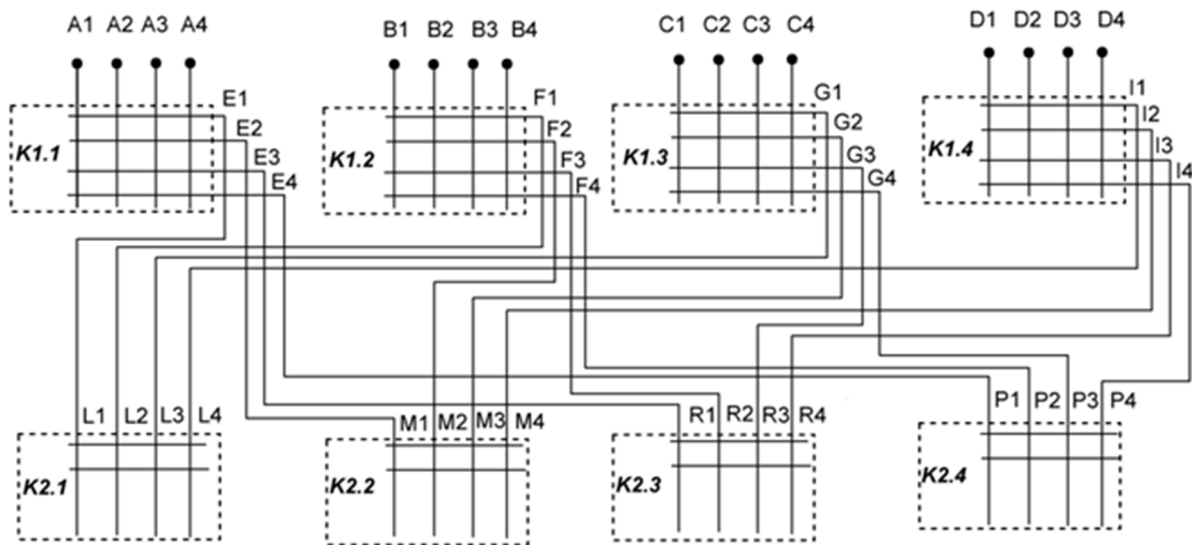 A1 A2 A3 A4 B1 B2 B3 B4 C1 C2 C3 C4 D1 D2 D3 D4
E1 F1 G1 I1
E2 F2 G2 I2
K1.1 E3 K1.2 F3 K1.3 G3 K1.4 I3
E4 F4 G4 I4
L1 L2 L3 L4 M1 M2 M3 M4 R1 R2 R3 R4 P1 P2 P3 P4
K2.1 K2.2 K2.3 K2.4